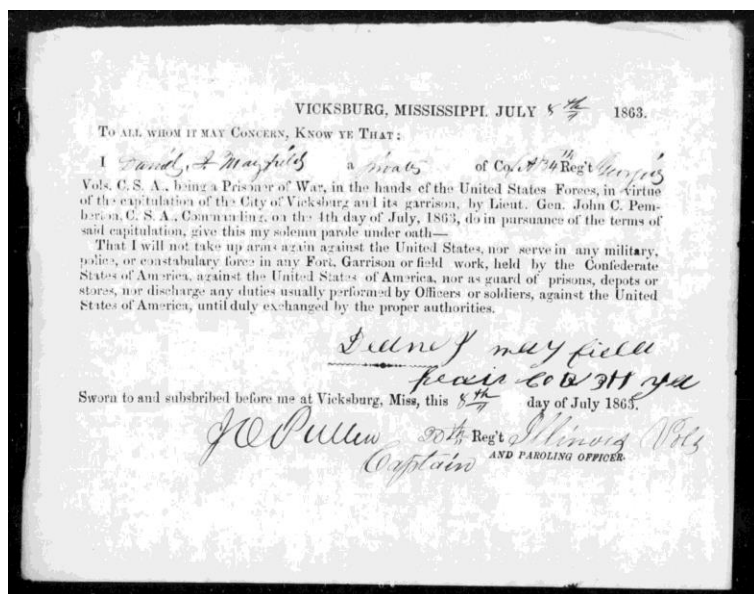 VICKSBURG, MISSISSIPPI. JULY 8th 1863.
TO ALL WHOM IT MAY CONCERN, KNOW YE THAT:
I David J Mayfield a private of Co. A 34th Reg't Georgia
Vols. C. S. A., being a Prisoner of War, in the hands of the United States Forces, in virtue
of the capitulation of the City of Vicksburg and its garrison, by Lieut. Gen. John C. Pem-
berton, C. S. A., Commanding, on the 4th day of July, 1863, do in pursuance of the terms of
said capitulation, give this my solemn parole under oath—
That I will not take up arms again against the United States, nor serve in any military,
police, or constabulary force in any Fort, Garrison or field work, held by the Confederate
States of America, against the United States of America, nor as guard of prisons, depots or
stores, nor discharge any duties usually performed by Officers or soldiers, against the United
States of America, until duly exchanged by the proper authorities.
mayfield
Sworn to and subsbribed before me at Vicksburg, Miss, this 8th day of July 1863.
J C Pullen 20th Reg't Illinois Vols
Captain AND PAROLING OFFICER.